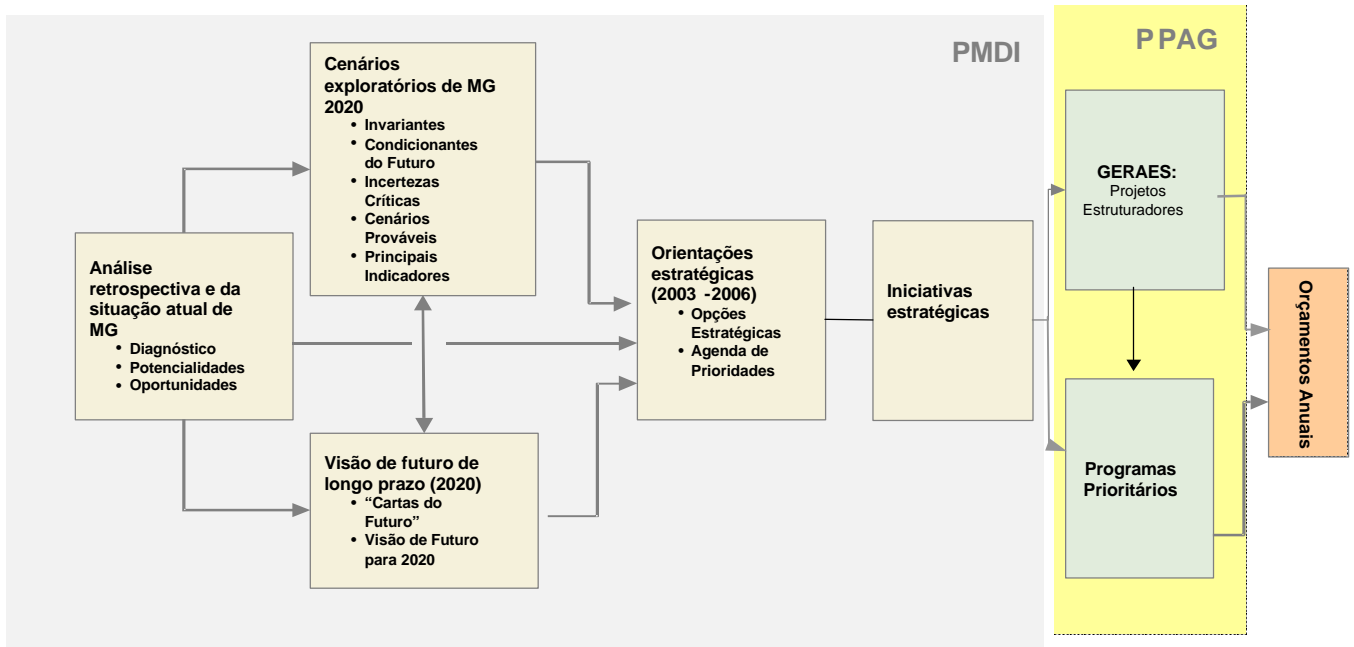 PMDI
PPAG
Cenários
exploratórios de MG
2020
• Invariantes
• Condicionantes
do Futuro
• Incertezas
Críticas
• Cenários
Prováveis
• Principais
Indicadores
Análise
retrospectiva e da
situação atual de
MG
• Diagnóstico
• Potencialidades
• Oportunidades
Visão de futuro de
longo prazo (2020)
• “Cartas do
Futuro”
• Visão de Futuro
para 2020
Orientações
estratégicas
(2003 -2006)
• Opções
Estratégicas
• Agenda de
Prioridades
Iniciativas
estratégicas
GERAES:
Projetos
Estruturadores
Programas
Prioritários
Orçamentos Anuais